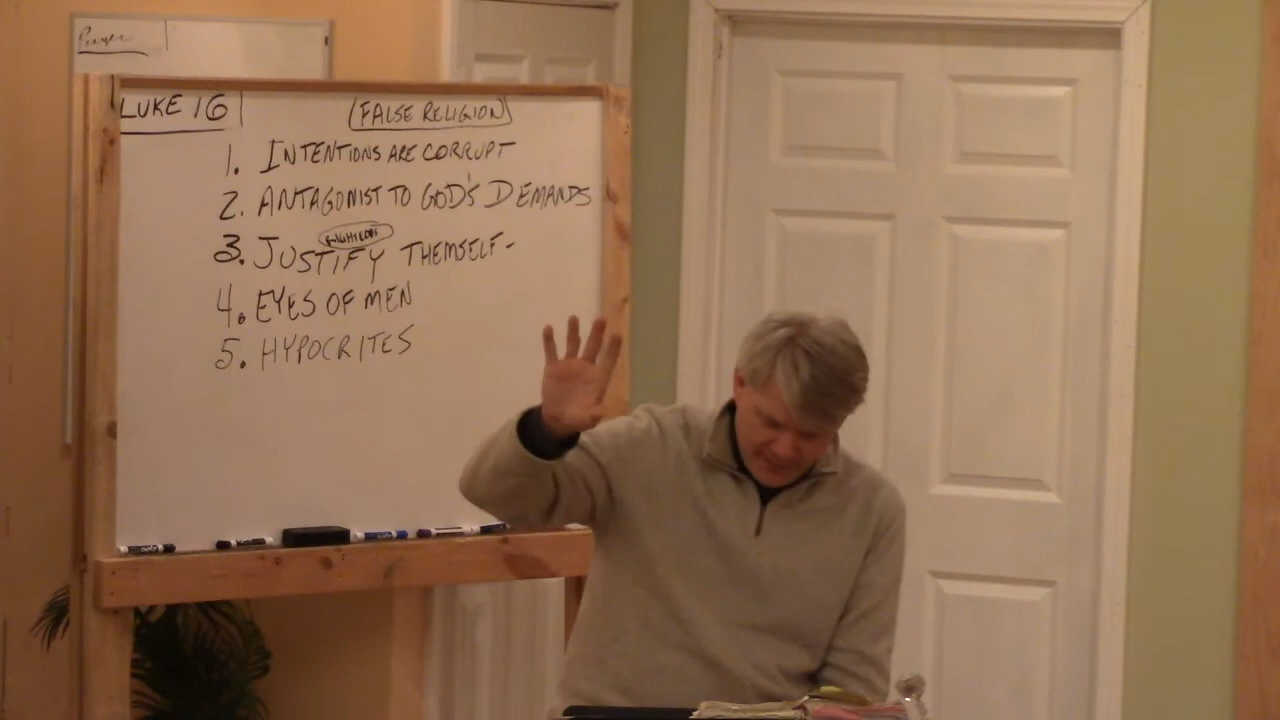 Prayer
LUKE 16
FALSE RELIGION
1. INTENTIONS ARE CORRUPT
2. ANTAGONIST TO GOD'S DEMANDS
RIGHTEOUS
3. JUSTIFY THEMSELF-
4. EYES OF MEN
5. HYPOCRITES